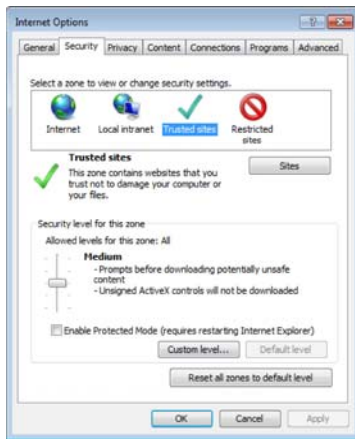 Internet Options
General Security Privacy Content Connections Programs Advanced
Select a zone to view or change security settings.
Internet Local intranet Trusted sites Restricted
sites
Trusted sites
Sites
This zone contains websites that you
trust not to damage your computer or
your files.
Security level for this zone
Allowed levels for this zone: All
Medium
- Prompts before downloading potentially unsafe
content
- Unsigned ActiveX controls will not be downloaded
Enable Protected Mode (requires restarting Internet Explorer)
Custom level... Default level
Reset all zones to default level
OK Cancel Apply